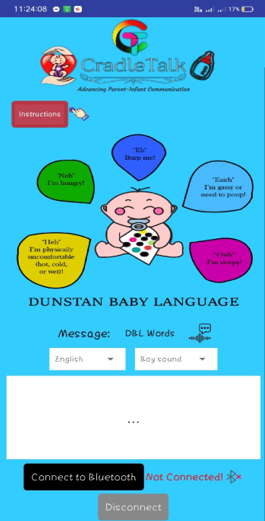 11:24:08
17%
CradleTalk
Advancing Parent-Infant Communication
Instructions
"Eh"
Burp me!
"Neh"
I'm hungry!
"Eairh"
I'm gassy or
need to poop!
"Heh"
I'm physically
uncomfortable
(hot, cold,
or wet)!
"Owh"
I'm sleepy!
DUNSTAN BABY LANGUAGE
Message: DBL Words
English
Boy sound
...
Connect to Bluetooth
Not Connected!
Disconnect